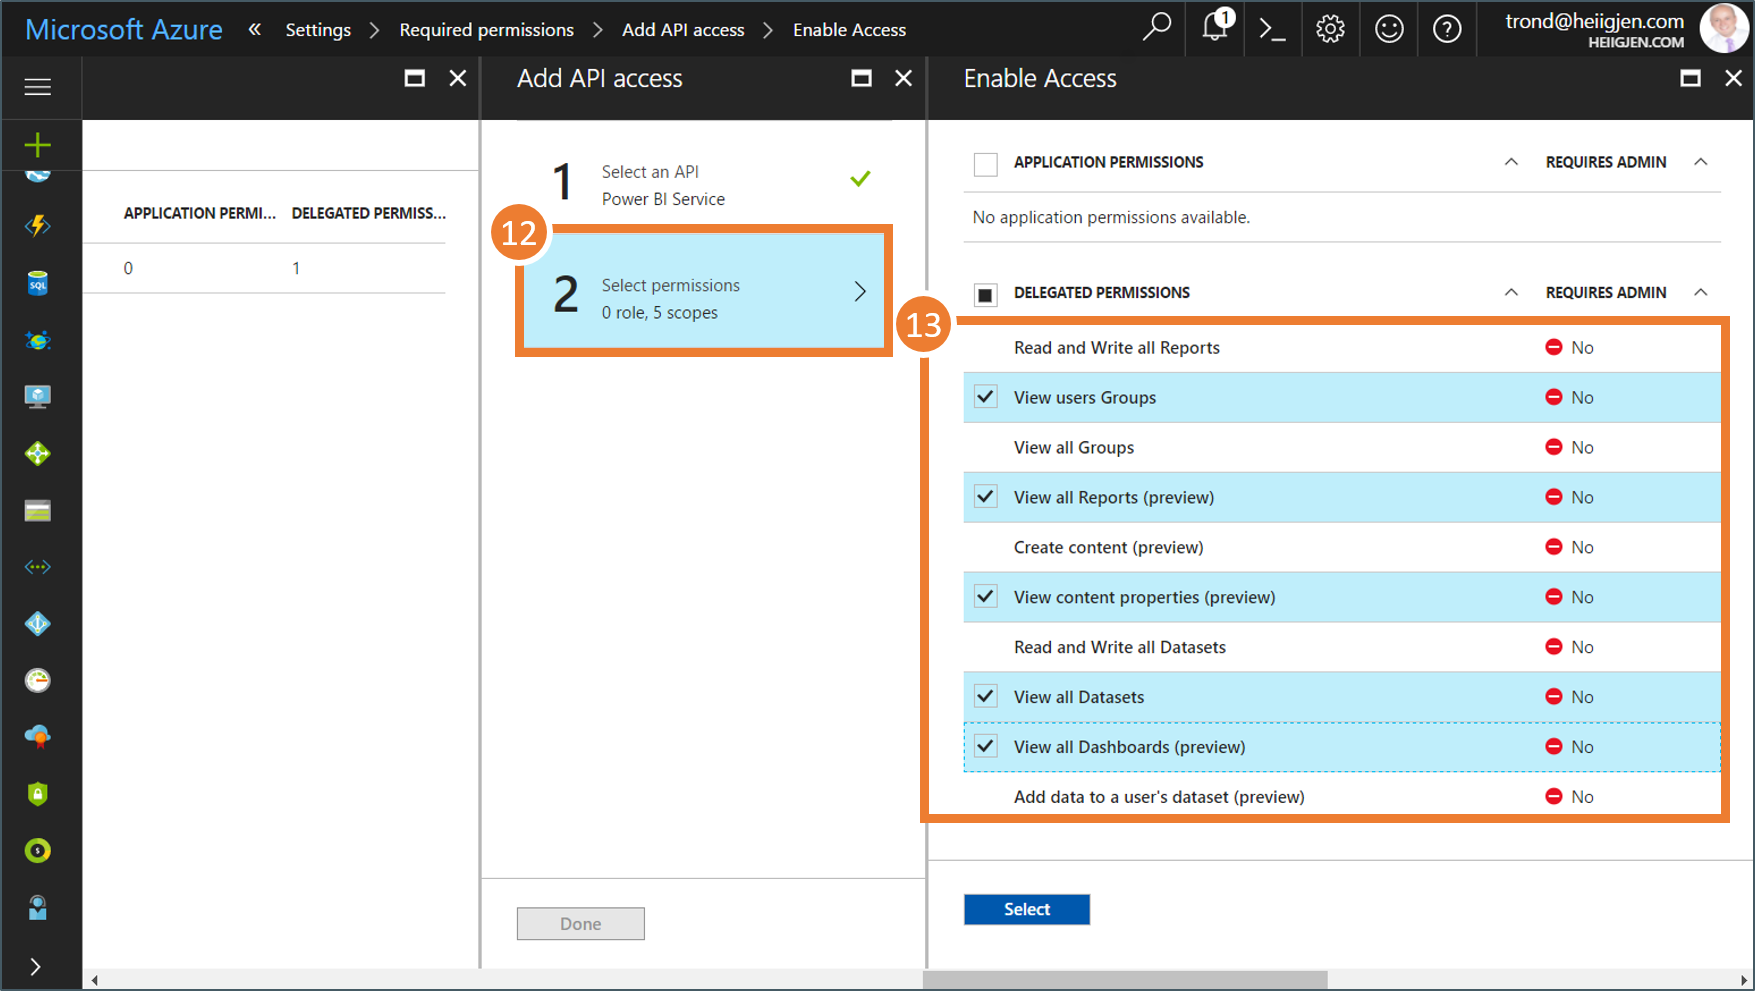 Microsoft Azure « Settings > Required permissions > Add API access > Enable Access
1
trond@heiigjen.com
HEIIGJEN.COM
Add API access
Enable Access
APPLICATION PERMI... DELEGATED PERMISS...
0 1
1 Select an API
Power BI Service
12
2 Select permissions
0 role, 5 scopes
Done
APPLICATION PERMISSIONS REQUIRES ADMIN
No application permissions available.
DELEGATED PERMISSIONS REQUIRES ADMIN
13
Read and Write all Reports No
View users Groups No
View all Groups No
View all Reports (preview) No
Create content (preview) No
View content properties (preview) No
Read and Write all Datasets No
View all Datasets No
View all Dashboards (preview) No
Add data to a user's dataset (preview) No
Select
SQL
$